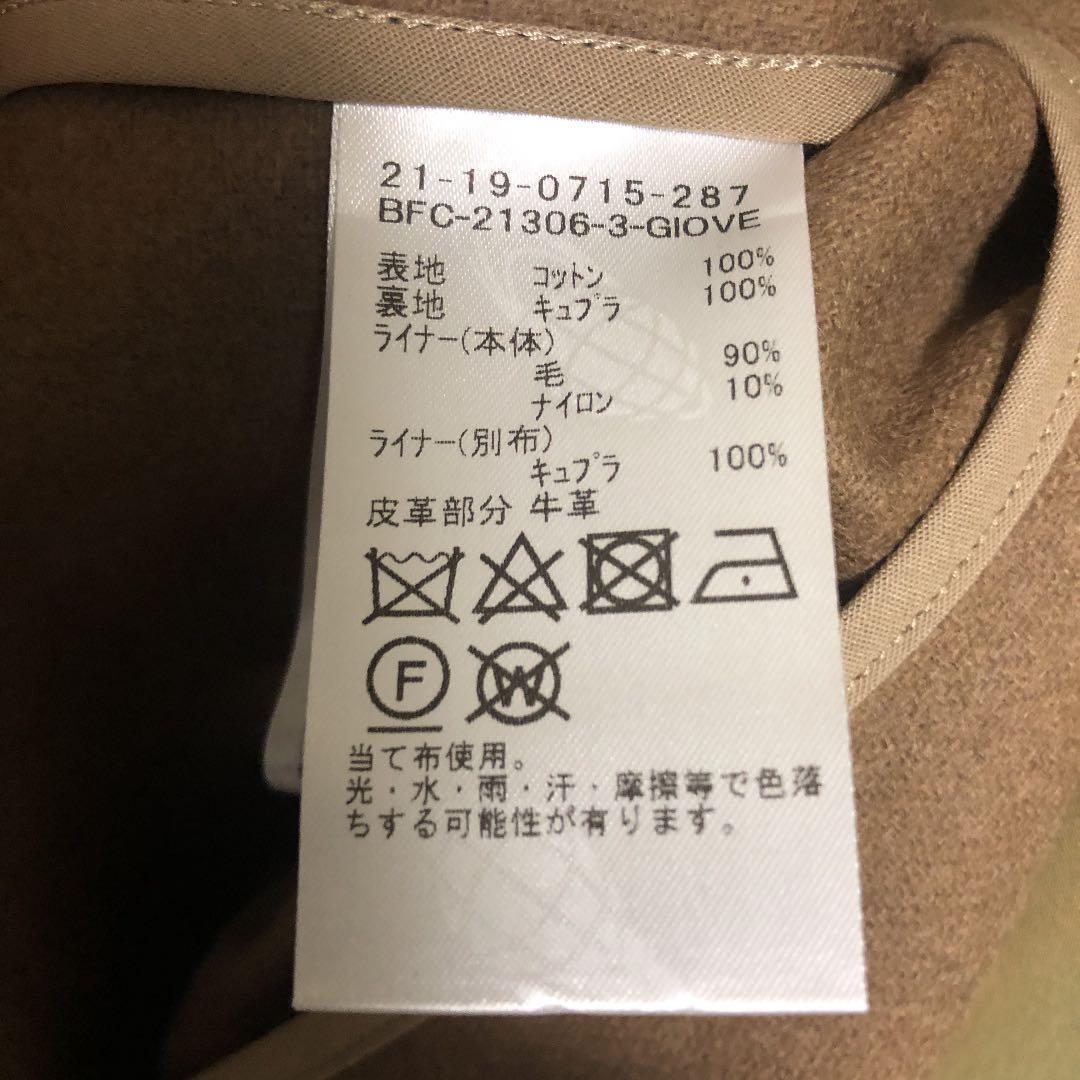 21-19-0715-287
BFC-21306-3-GIOVE
表地 コットン 100%
裏地 キュプラ 100%
ライナー(本体)
毛 90%
ナイロン 10%
ライナー(別布)
キュプラ 100%
皮革部分 牛革
F W
当て布使用。
光・水・雨・汗・摩擦等で色落
ちする可能性が有ります。